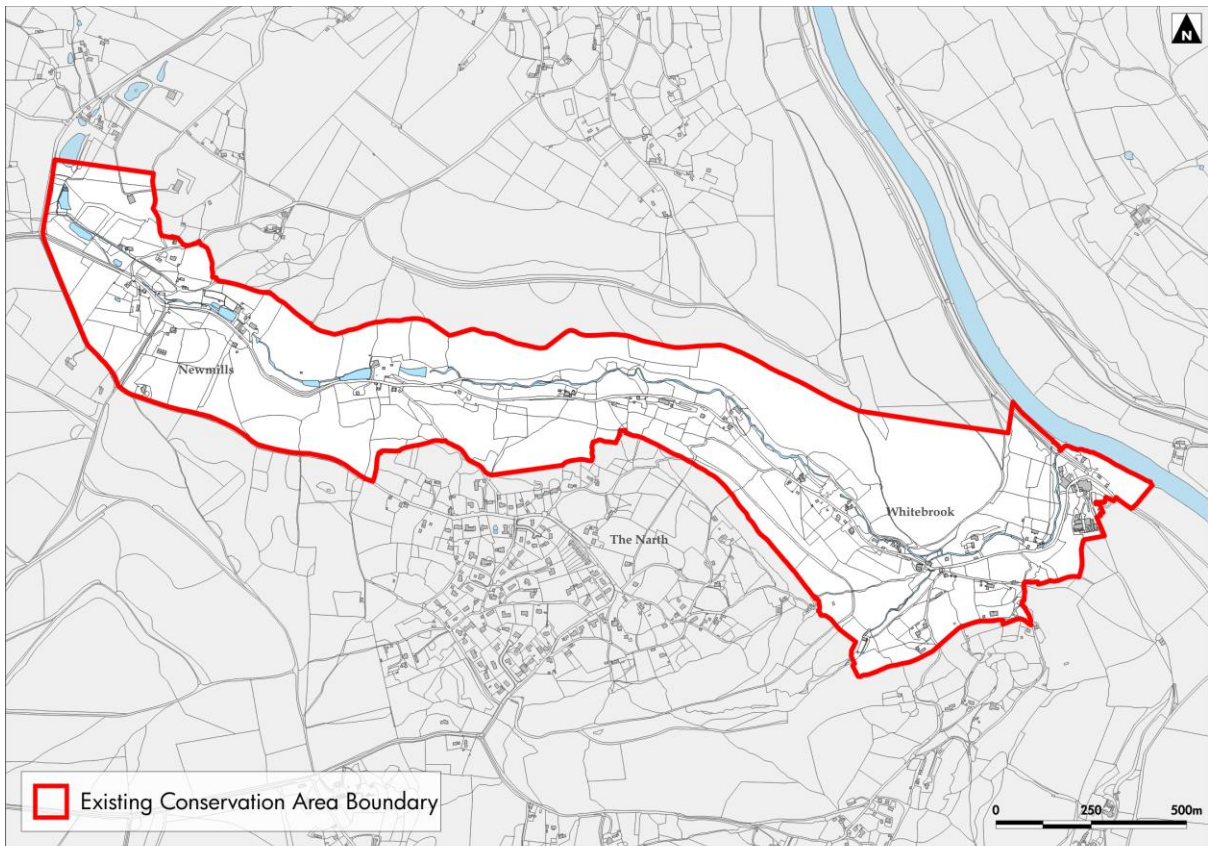 N
Newmills
Whitebrook
The Narth
Existing Conservation Area Boundary
0 250 500m